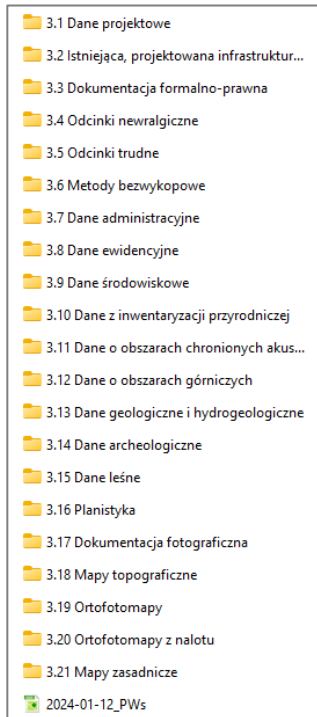 3.1 Dane projektowe
3.2 Istniejąca, projektowana infrastruktur...
3.3 Dokumentacja formalno-prawna
3.4 Odcinki newralgiczne
3.5 Odcinki trudne
3.6 Metody bezwykopowe
3.7 Dane administracyjne
3.8 Dane ewidencyjne
3.9 Dane środowiskowe
3.10 Dane z inwentaryzacji przyrodniczej
3.11 Dane o obszarach chronionych akus...
3.12 Dane o obszarach górniczych
3.13 Dane geologiczne i hydrogeologiczne
3.14 Dane archeologiczne
3.15 Dane leśne
3.16 Planistyka
3.17 Dokumentacja fotograficzna
3.18 Mapy topograficzne
3.19 Ortofotomapy
3.20 Ortofotomapy z nalotu
3.21 Mapy zasadnicze
2024-01-12_PWs